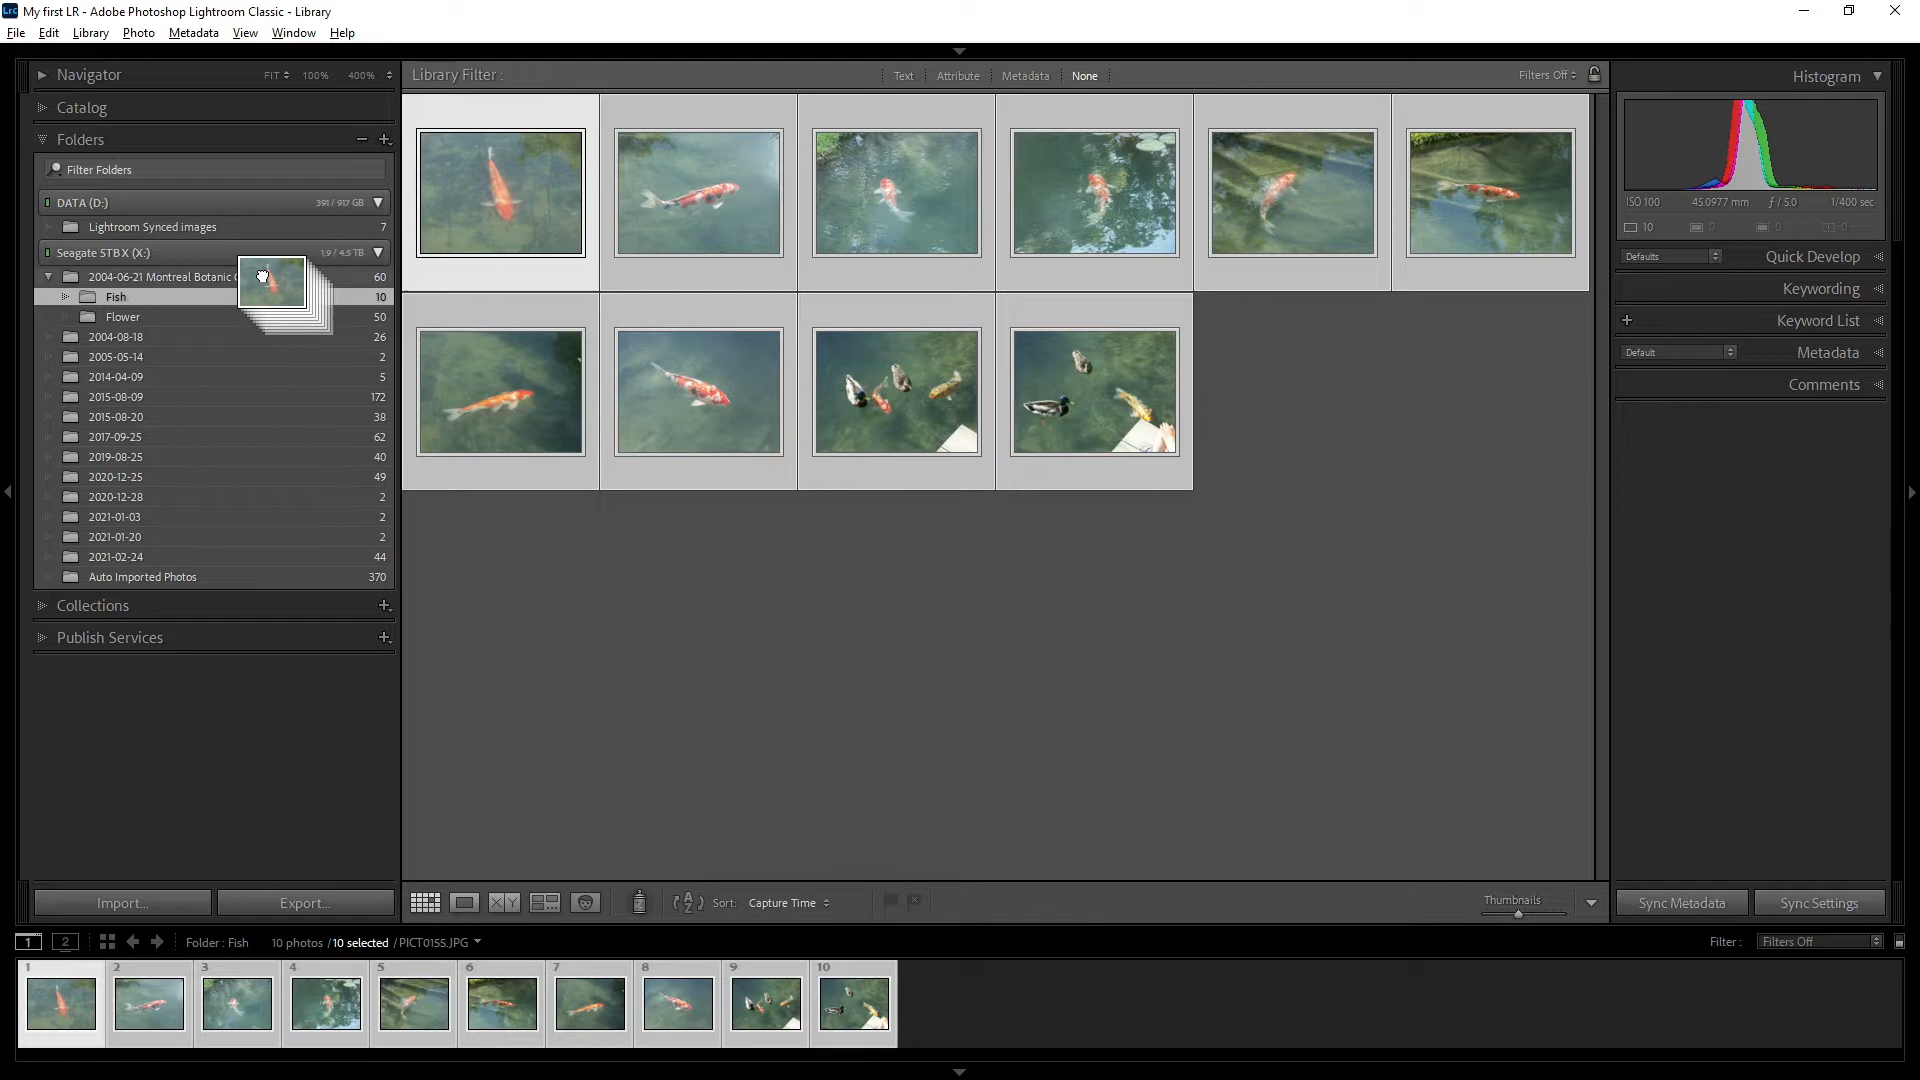 My first LR - Adobe Photoshop Lightroom Classic - Library
File Edit Library Photo Metadata View Window Help
Navigator FIT 100% 400%
Catalog
Folders
Filter Folders
DATA (D:) 391 / 917 GB
Lightroom Synced images 7
Seagate 5TB X (X:) 1.9 / 4.5 TB
2004-06-21 Montreal Botanic 60
Fish 10
Flower 50
2004-08-18 26
2005-05-14 2
2014-04-09 5
2015-08-09 172
2015-08-20 38
2017-09-25 62
2019-08-25 40
2020-12-25 49
2020-12-28 2
2021-01-03 2
2021-01-20 2
2021-02-24 44
Auto Imported Photos 370
Collections
Publish Services
Import... Export...
Library Filter : Text Attribute Metadata None Filters Off
Histogram
ISO 100 45.0977 mm ƒ / 5.0 1/400 sec
10 0 0 0
Defaults Quick Develop
Keywording
Keyword List
Default Metadata
Comments
XY Sort: Capture Time Thumbnails
Sync Metadata Sync Settings
1 2 Folder : Fish 10 photos / 10 selected / PICT0155.JPG Filter : Filters Off
1 2 3 4 5 6 7 8 9 10